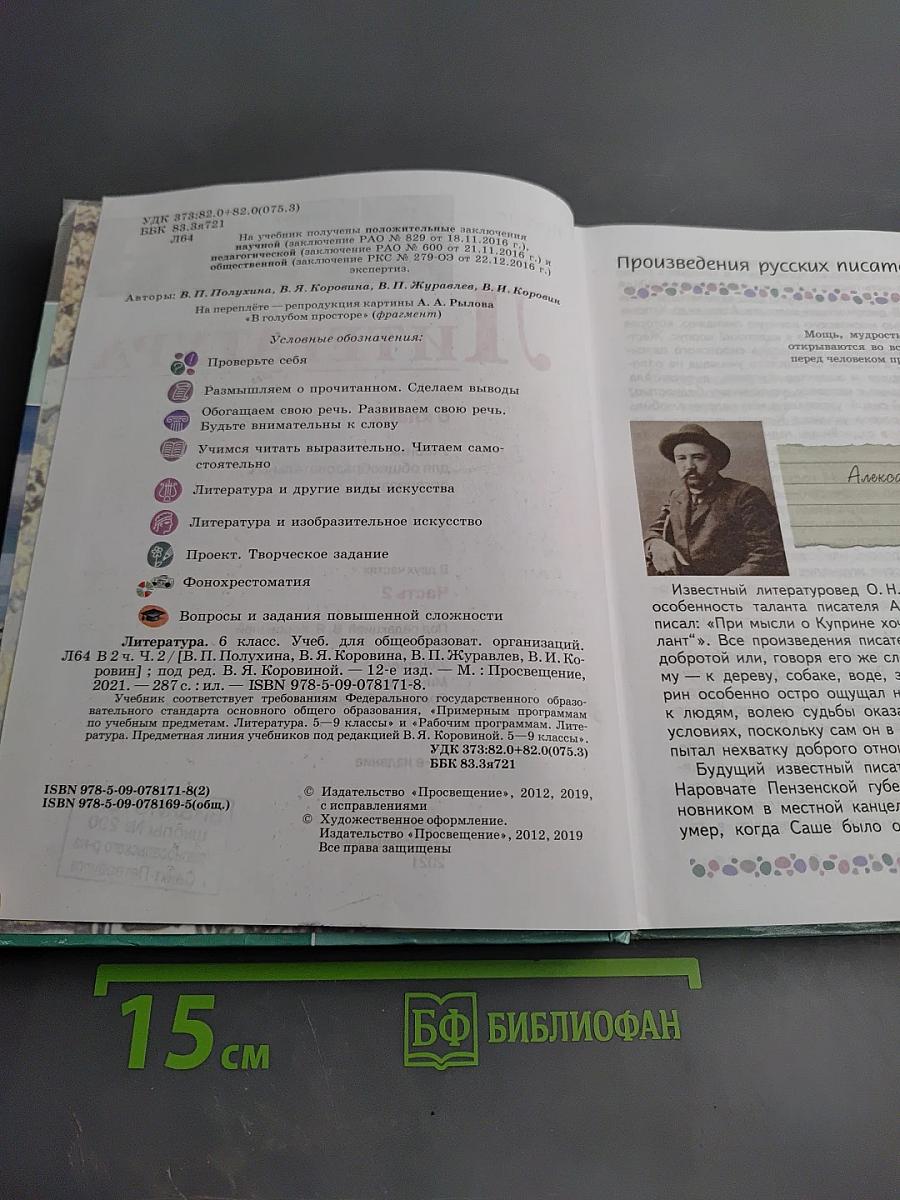 УДК 373:82.0+82.0(075.3)
ББК 83.3я721
Л64
На учебник получены положительные заключения
научной (заключение РАО № 829 от 18.11.2016 г.),
педагогической (заключение РАО № 600 от 21.11.2016 г.) и
общественной (заключение РКС № 279-ОЭ от 22.12.2016 г.)
экспертиз.
Авторы: В. П. Полухина, В. Я. Коровина, В. П. Журавлев, В. И. Коровин
На переплёте — репродукция картины А. А. Рылова
«В голубом просторе» (фрагмент)
Условные обозначения:
Проверьте себя
Размышляем о прочитанном. Сделаем выводы
Обогащаем свою речь. Развиваем свою речь.
Будьте внимательны к слову
Учимся читать выразительно. Читаем само-
стоятельно
Литература и другие виды искусства
Литература и изобразительное искусство
Проект. Творческое задание
Фонохрестоматия
Вопросы и задания повышенной сложности
Литература. 6 класс. Учеб. для общеобразоват. организаций.
Л64 В 2 ч. Ч. 2 / [В. П. Полухина, В. Я. Коровина, В. П. Журавлев, В. И. Ко-
ровин] ; под ред. В. Я. Коровиной. — 12-е изд. — М. : Просвещение,
2021. — 287 с. : ил. — ISBN 978-5-09-078171-8.
Учебник соответствует требованиям Федерального государственного образо-
вательного стандарта основного общего образования, «Примерным программам
по учебным предметам. Литература. 5—9 классы» и «Рабочим программам. Лите-
ратура. Предметная линия учебников под редакцией В. Я. Коровиной. 5—9 классы».
УДК 373:82.0+82.0(075.3)
ББК 83.3я721
ISBN 978-5-09-078171-8(2)
ISBN 978-5-09-078169-5(общ.)
© Издательство «Просвещение», 2012, 2019,
с исправлениями
© Художественное оформление.
Издательство «Просвещение», 2012, 2019
Все права защищены
Произведения русских писате
Мощь, мудрость
открываются во вс
перед человеком пр
Алекса
Известный литературовед О. Н.
особенность таланта писателя А
писал: «При мысли о Куприне хоч
лант“». Все произведения писате
добротой или, говоря его же сл
му — к дереву, собаке, воде, з
рин особенно остро ощущал н
к людям, волею судьбы оказа
условиях, поскольку сам он в
пытал нехватку доброго отно
Будущий известный писат
Наровчате Пензенской губе
новником в местной канцел
умер, когда Саше было о
15 см
БФ БИБЛИОФАН